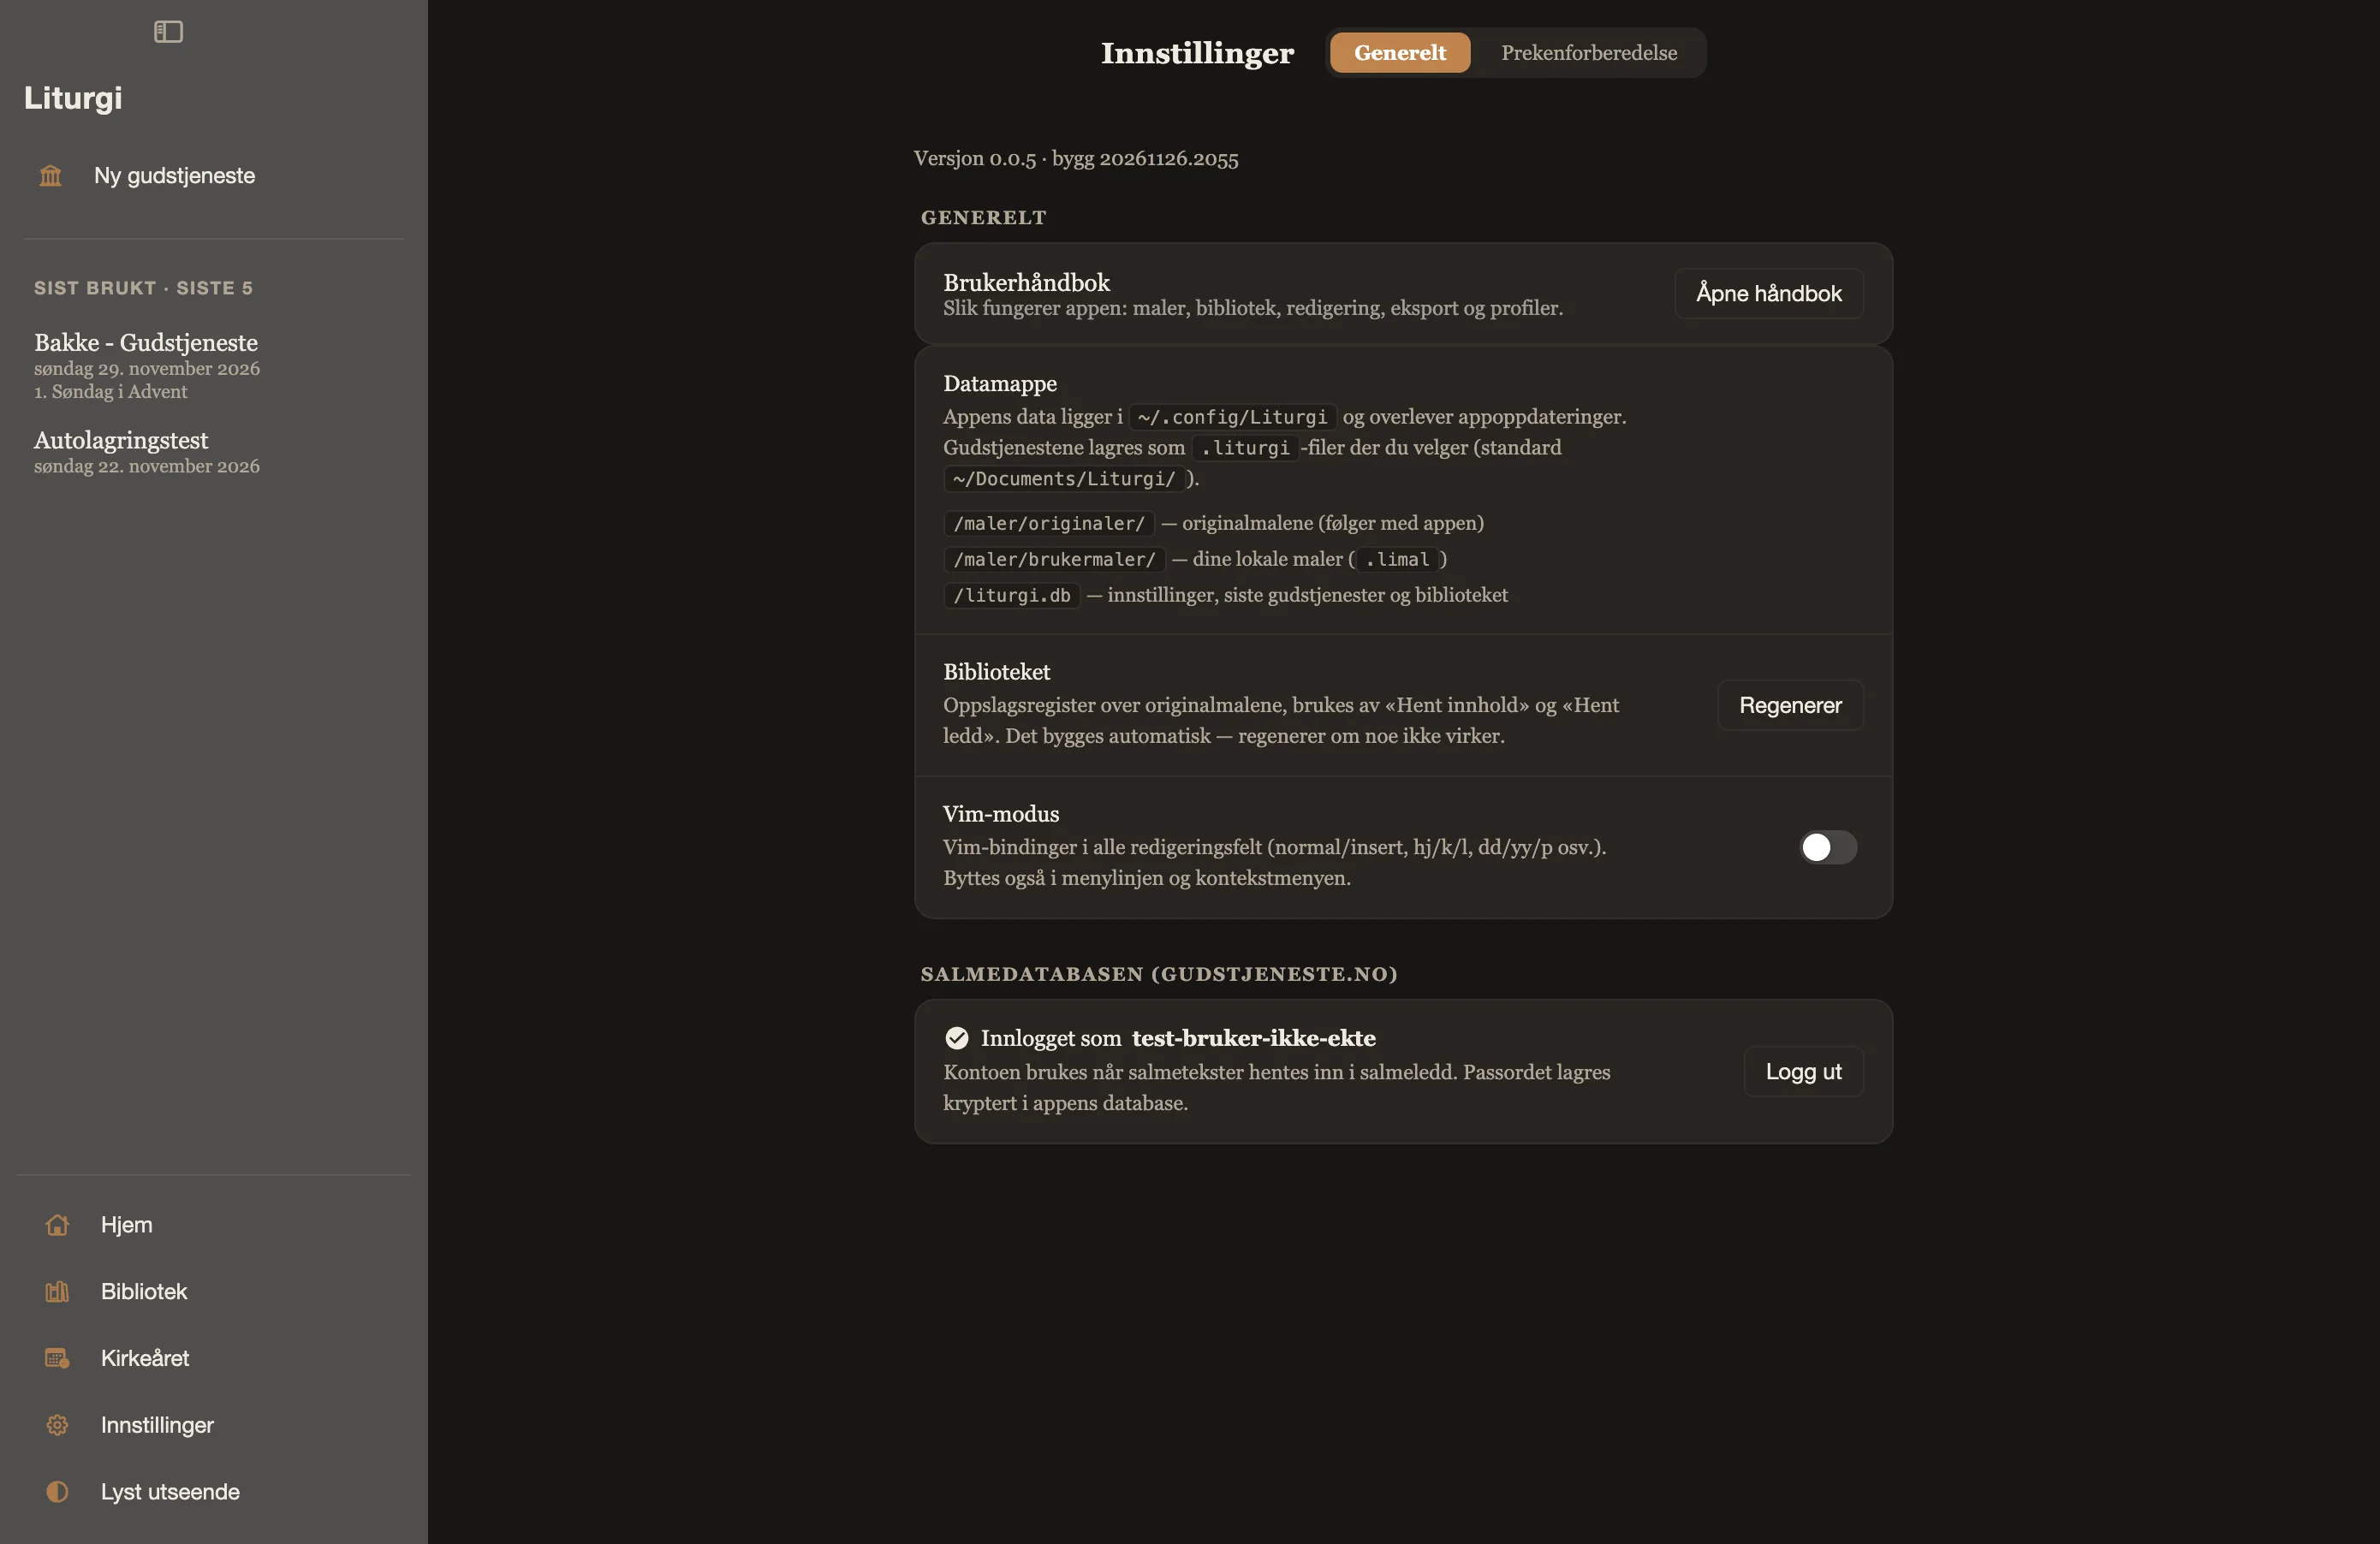 Liturgi
Ny gudstjeneste
SIST BRUKT · SISTE 5
Bakke - Gudstjeneste
søndag 29. november 2026
1. Søndag i Advent
Autolagringstest
søndag 22. november 2026
Hjem
Bibliotek
Kirkeåret
Innstillinger
Lyst utseende
Innstillinger
Generelt
Prekenforberedelse
Versjon 0.0.5 · bygg 20261126.2055
GENERELT
Brukerhåndbok
Slik fungerer appen: maler, bibliotek, redigering, eksport og profiler.
Åpne håndbok
Datamappe
Appens data ligger i ~/.config/Liturgi og overlever appoppdateringer.
Gudstjenestene lagres som .liturgi-filer der du velger (standard
~/Documents/Liturgi/).
/maler/originaler/ — originalmalene (følger med appen)
/maler/brukermaler/ — dine lokale maler (.limal)
/liturgi.db — innstillinger, siste gudstjenester og biblioteket
Biblioteket
Oppslagsregister over originalmalene, brukes av «Hent innhold» og «Hent
ledd». Det bygges automatisk — regenerer om noe ikke virker.
Regenerer
Vim-modus
Vim-bindinger i alle redigeringsfelt (normal/insert, hj/k/l, dd/yy/p osv.).
Byttes også i menylinjen og kontekstmenyen.
SALMEDATABASEN (GUDSTJENESTE.NO)
Innlogget som test-bruker-ikke-ekte
Kontoen brukes når salmetekster hentes inn i salmeledd. Passordet lagres
kryptert i appens database.
Logg ut